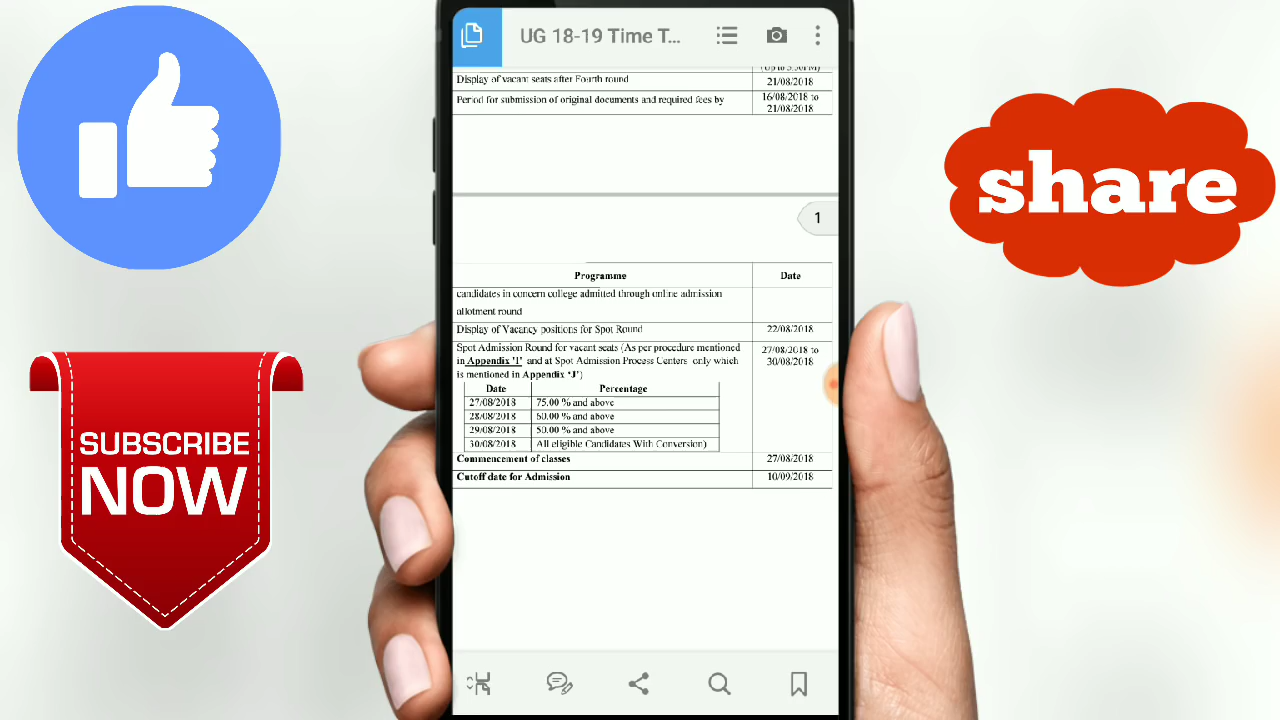 UG 18-19 Time T...
(Up to 5.30PM)
Display of vacant seats after Fourth round
21/08/2018
Period for submission of original documents and required fees by
16/08/2018 to
21/08/2018
1
share
Programme
Date
candidates in concern college admitted through online admission
allotment round
Display of Vacancy positions for Spot Round
22/08/2018
Spot Admission Round for vacant seats (As per procedure mentioned
in Appendix 'I' and at Spot Admission Process Centers only which
is mentioned in Appendix ‘J’)
27/08/2018 to
30/08/2018
Date
Percentage
27/08/2018
75.00 % and above
28/08/2018
60.00 % and above
29/08/2018
50.00 % and above
30/08/2018
All eligible Candidates With Conversion)
Commencement of classes
27/08/2018
Cutoff date for Admission
10/09/2018
SUBSCRIBE
NOW